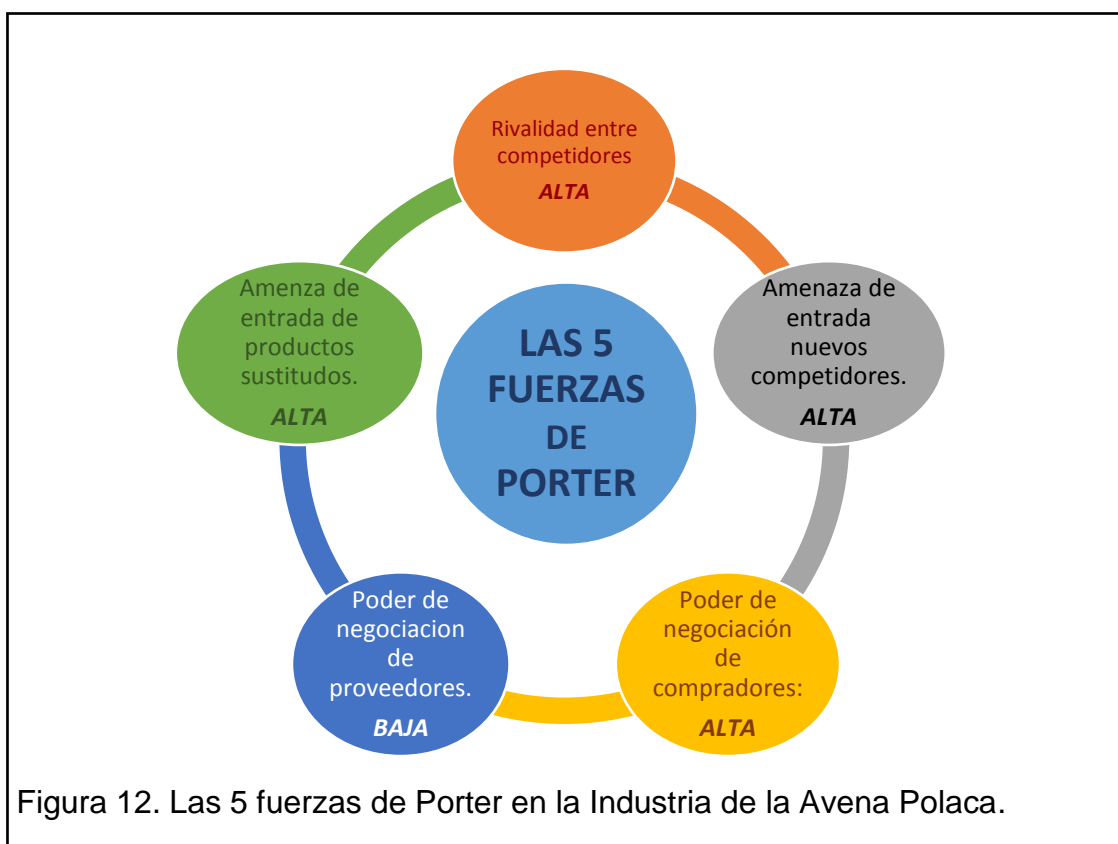 Rivalidad entre
competidores
ALTA
Amenza de
entrada de
productos
sustitudos.
ALTA
LAS 5
FUERZAS
DE
PORTER
Amenaza de
entrada
nuevos
competidores.
ALTA
Poder de
negociacion
de
proveedores.
BAJA
Poder de
negociación
de
compradores:
ALTA
Figura 12. Las 5 fuerzas de Porter en la Industria de la Avena Polaca.